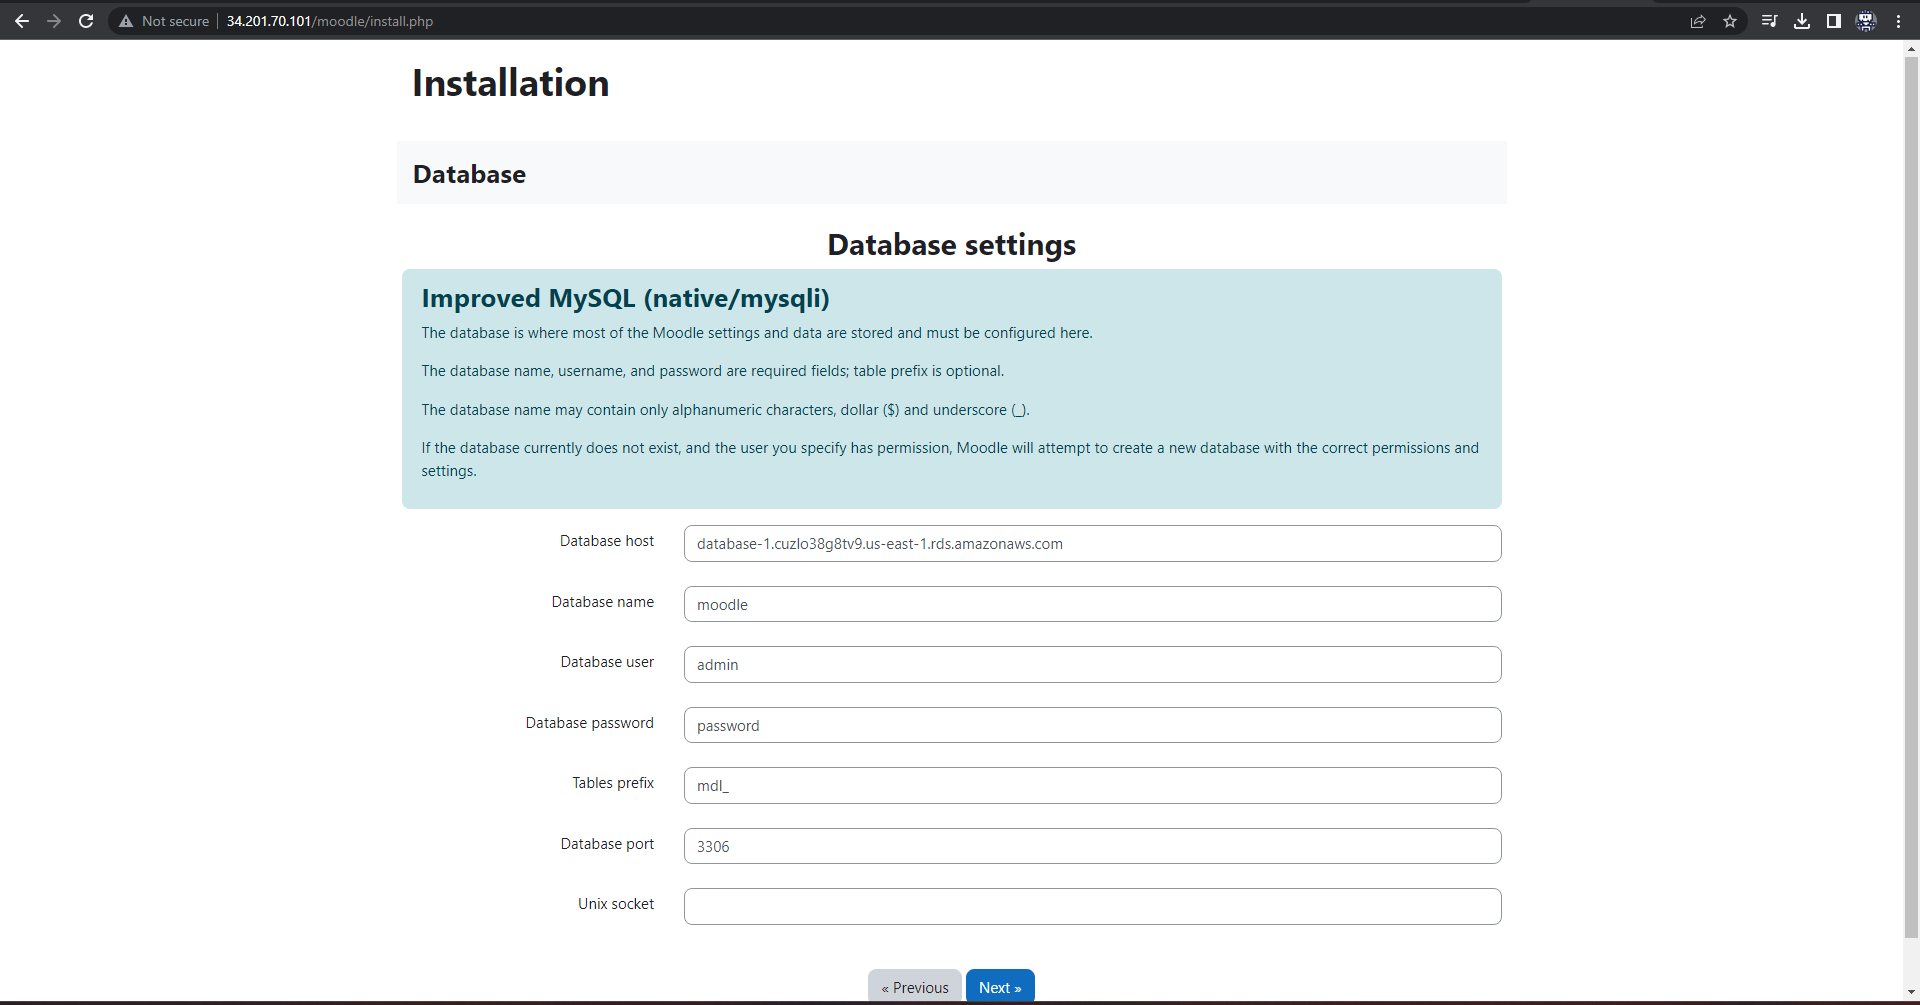 Not secure
34.201.70.101/moodle/install.php
Installation
Database
Database settings
Improved MySQL (native/mysqli)
The database is where most of the Moodle settings and data are stored and must be configured here.
The database name, username, and password are required fields; table prefix is optional.
The database name may contain only alphanumeric characters, dollar ($) and underscore (_).
If the database currently does not exist, and the user you specify has permission, Moodle will attempt to create a new database with the correct permissions and
settings.
Database host
database-1.cuzlo38g8tv9.us-east-1.rds.amazonaws.com
Database name
moodle
Database user
admin
Database password
password
Tables prefix
mdl_
Database port
3306
Unix socket
« Previous
Next »